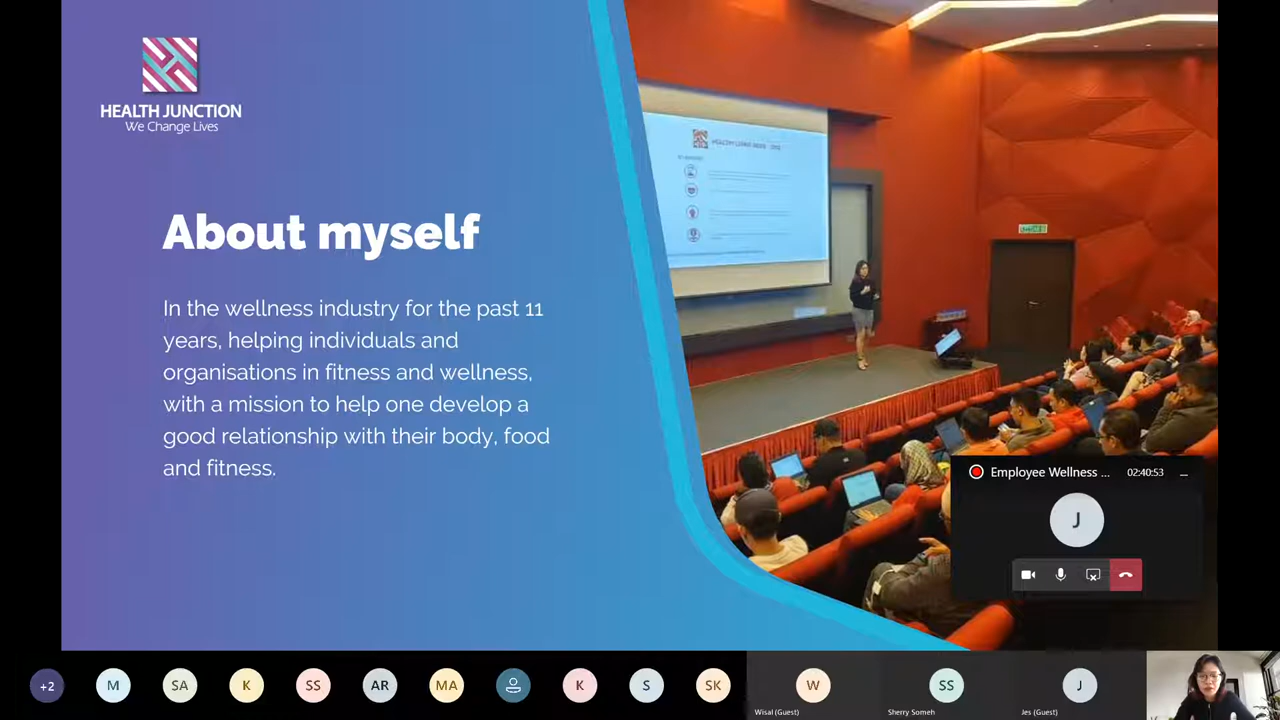 HEALTH JUNCTION
We Change Lives
About myself
In the wellness industry for the past 11
years, helping individuals and
organisations in fitness and wellness,
with a mission to help one develop a
good relationship with their body, food
and fitness.
Employee Wellness ...
02:40:53
J
+2
M
SA
K
SS
AR
MA
K
S
SK
W
SS
J
Wisal (Guest)
Sherry Someh
Jes (Guest)